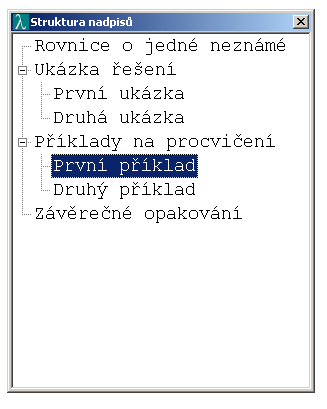 Struktura nadpisů
Rovnice o jedné neznámé
Ukázka řešení
První ukázka
Druhá ukázka
Příklady na procvičení
První příklad
Druhý příklad
Závěrečné opakování